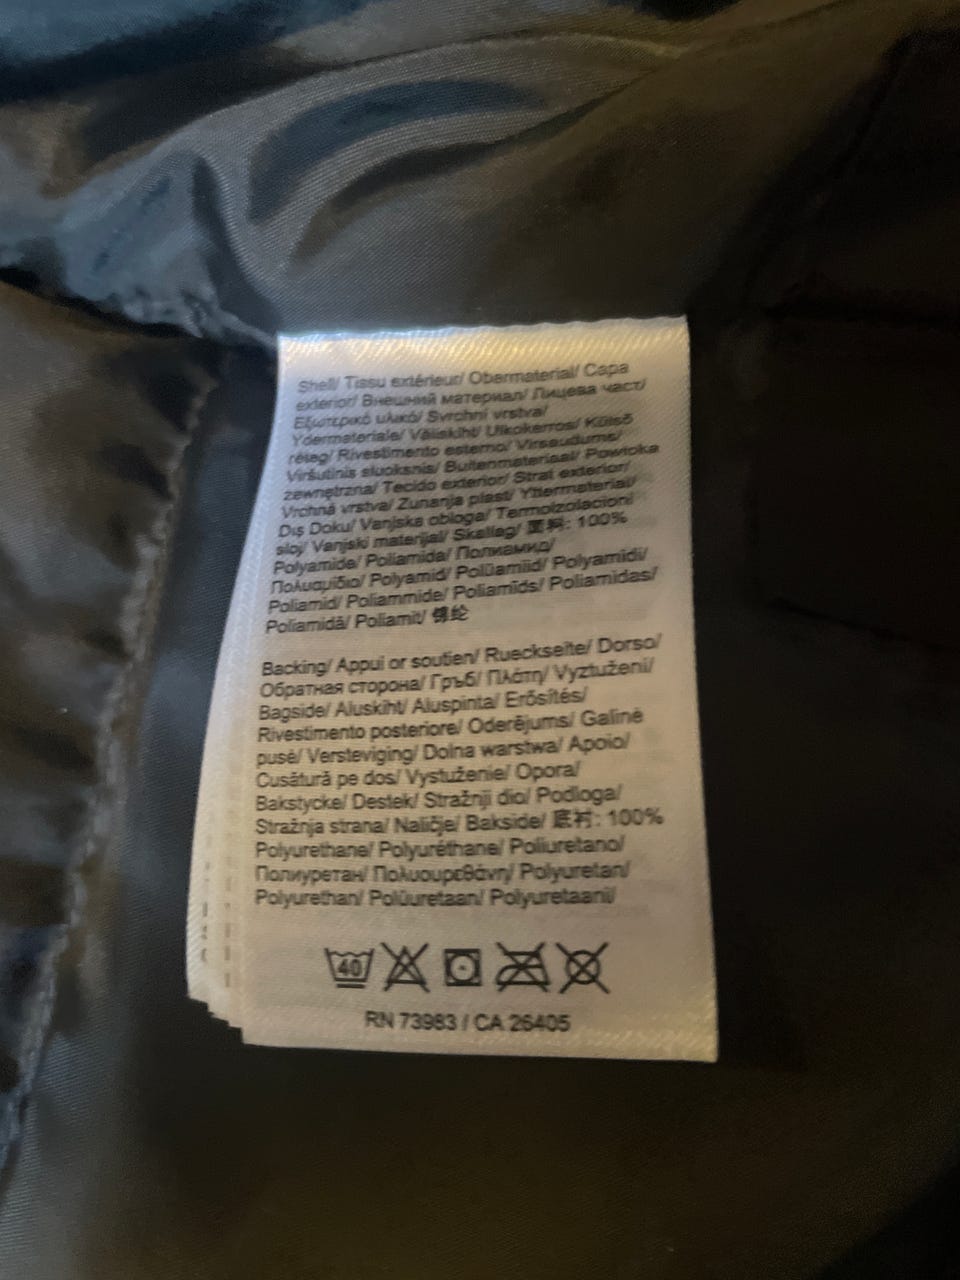 Shell/ Tissu extérieur/ Obermaterial/ Capa
exterior/ Внешний материал/ Лицева част/
Εξωτερικό υλικό/ Svrchní vrstva/
Ydermateriale/ Väliskiht/ Ulkokerros/ Külső
réteg/ Rivestimento esterno/ Virsaudums/
Viršutinis sluoksnis/ Buitenmateriaal/ Powłoka
zewnętrzna/ Tecido exterior/ Strat exterior/
Vrchná vrstva/ Zunanja plast/ Yttermaterial/
Dış Doku/ Vanjska obloga/ Termoizolacioni
sloj/ Vanjski materijal/ Skallag/ 面料: 100%
Polyamide/ Poliamida/ Полиамид/
Πολυαμίδιο/ Polyamid/ Polüamiid/ Polyamidi/
Poliamid/ Poliammide/ Poliamīds/ Poliamidas/
Poliamidă/ Poliamit/ 锦纶
Backing/ Appui or soutien/ Rueckseite/ Dorso/
Обратная сторона/ Гръб/ Πλάτη/ Vyztužení/
Bagside/ Aluskiht/ Aluspinta/ Erősítés/
Rivestimento posteriore/ Oderējums/ Galinė
pusė/ Versteviging/ Dolna warstwa/ Apoio/
Cusătură pe dos/ Vystuženie/ Opora/
Bakstycke/ Destek/ Stražnji dio/ Podloga/
Stražnja strana/ Naličje/ Bakside/ 底衬: 100%
Polyurethane/ Polyuréthane/ Poliuretano/
Полиуретан/ Πολυουρεθάνη/ Polyuretan/
Polyurethan/ Polüuretaan/ Polyuretaani/
40
RN 73983 / CA 26405